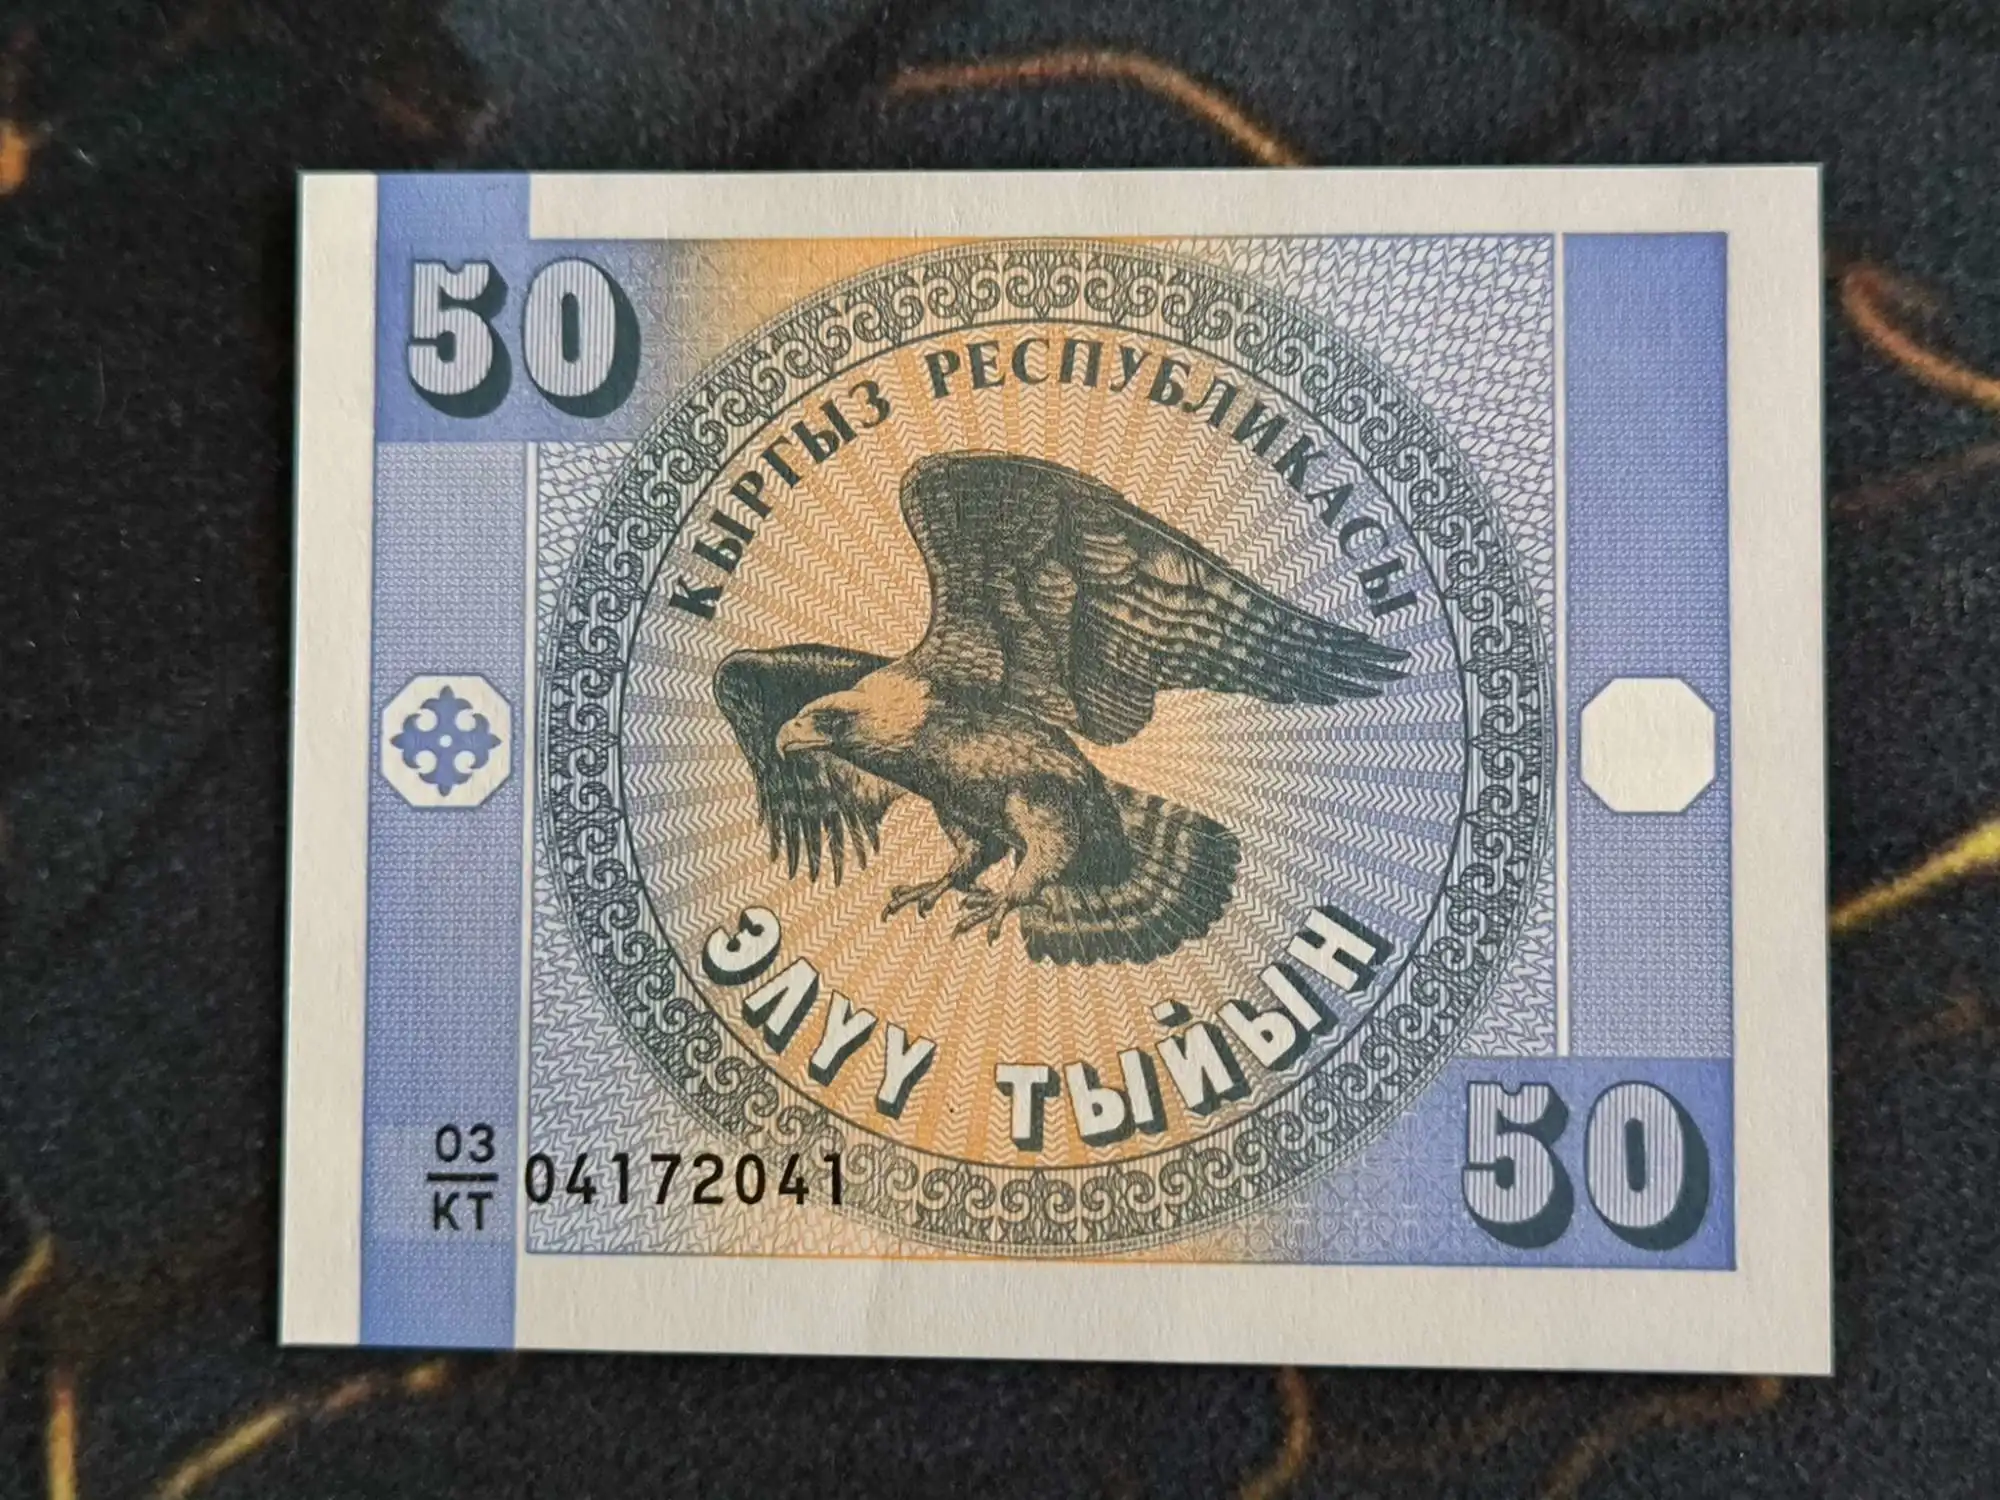 50
КЫРГЫЗ РЕСПУБЛИКАСЫ
ЭЛҮҮ ТЫЙЫН
03
КТ
04172041
50